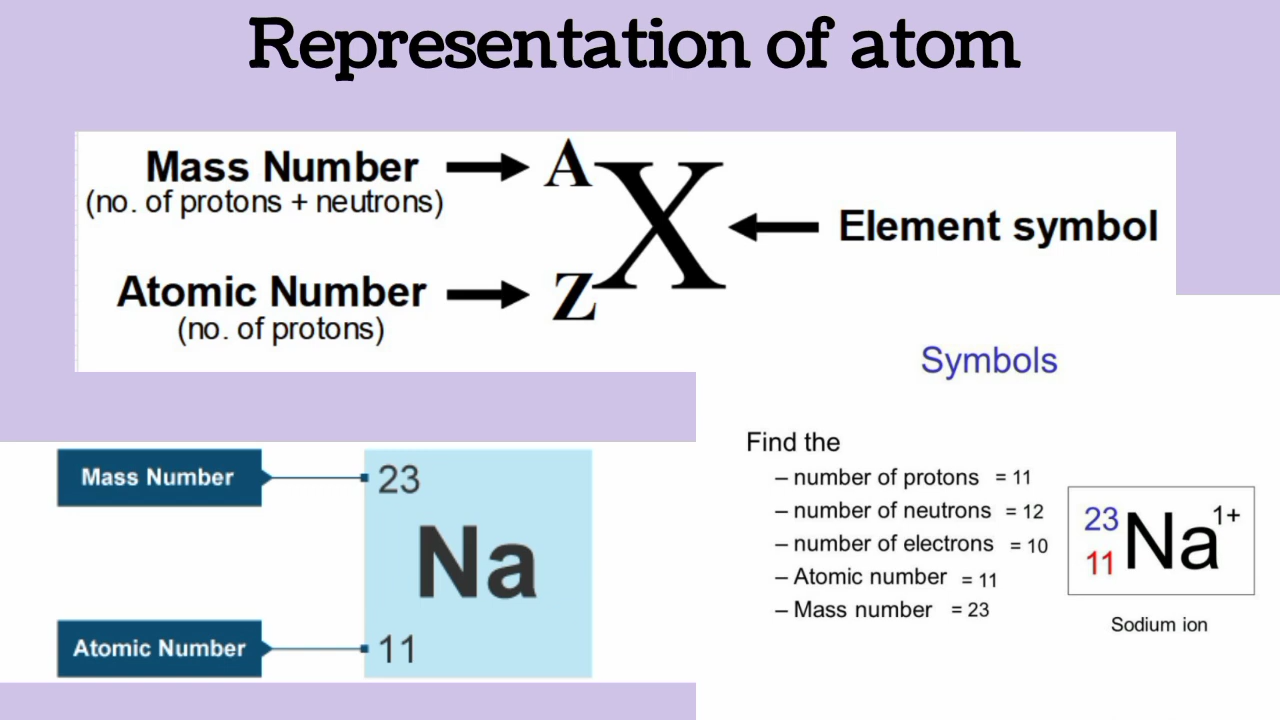 Representation of atom
Mass Number
(no. of protons + neutrons)
A
X
Element symbol
Atomic Number
(no. of protons)
Z
Mass Number
23
Na
Atomic Number
11
Symbols
Find the
– number of protons = 11
– number of neutrons = 12
– number of electrons = 10
– Atomic number = 11
– Mass number = 23
23
11
Na
1+
Sodium ion